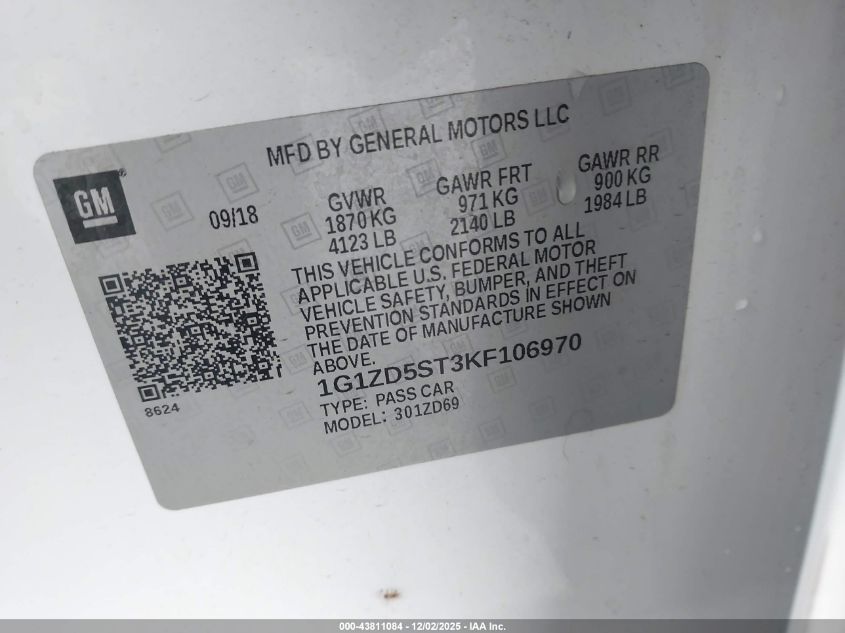 MFD BY GENERAL MOTORS LLC
GM
09/18
GVWR
1870 KG
4123 LB
GAWR FRT
971 KG
2140 LB
GAWR RR
900 KG
1984 LB
THIS VEHICLE CONFORMS TO ALL
APPLICABLE U.S. FEDERAL MOTOR
VEHICLE SAFETY, BUMPER, AND THEFT
PREVENTION STANDARDS IN EFFECT ON
THE DATE OF MANUFACTURE SHOWN
ABOVE.
1G1ZD5ST3KF106970
TYPE: PASS CAR
MODEL: 301ZD69
8624
000-43811084 - 12/02/2025 - IAA Inc.